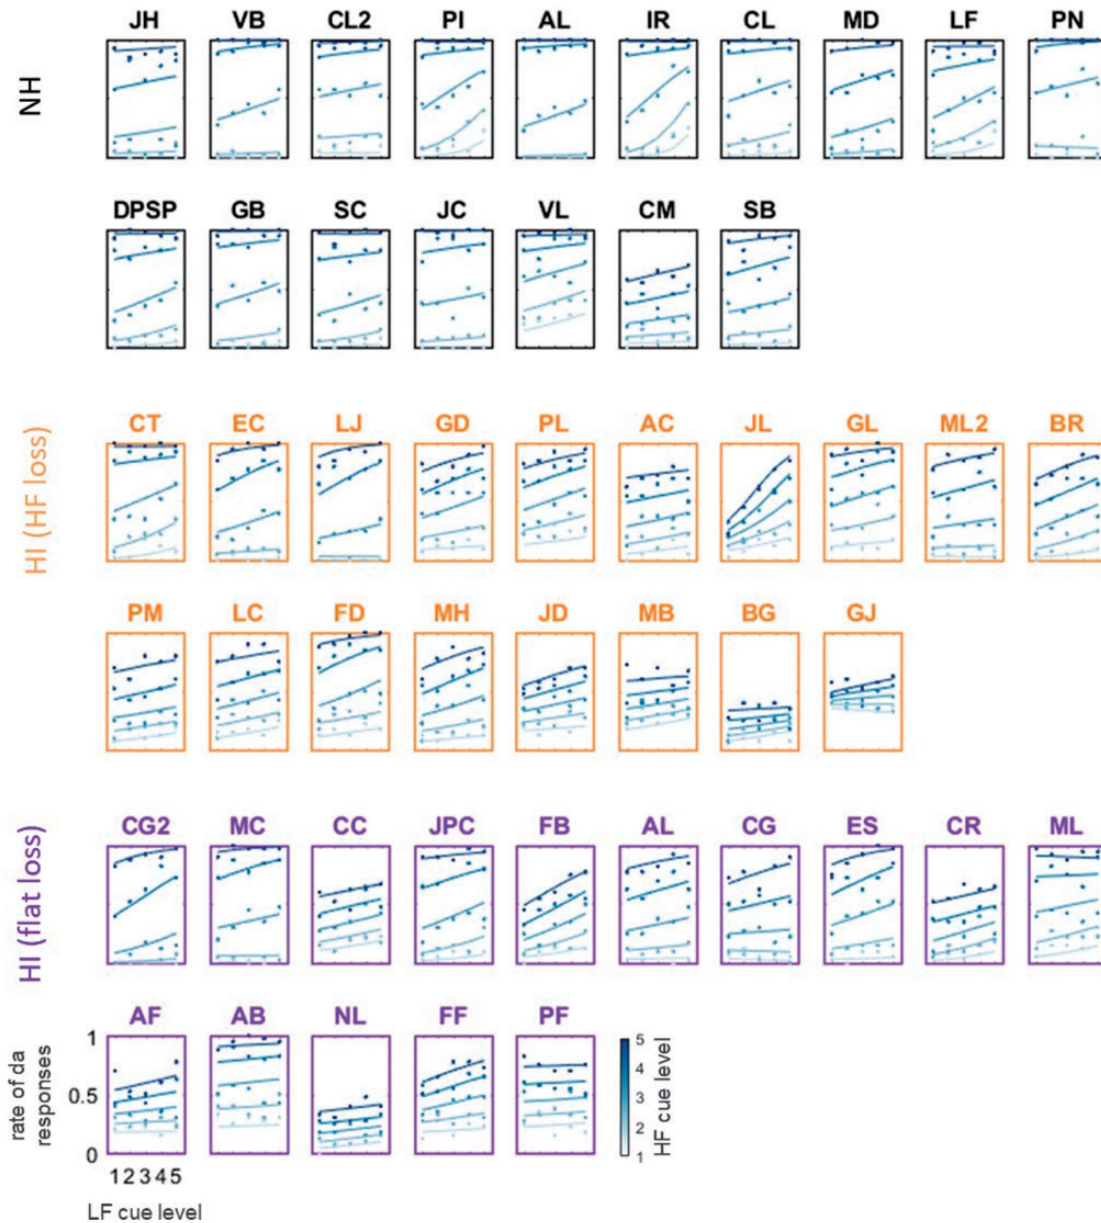 JH VB CL2 PI AL IR CL MD LF PN
NH
DPSP GB SC JC VL CM SB
CT EC LJ GD PL AC JL GL ML2 BR
HI (HF loss)
PM LC FD MH JD MB BG GJ
CG2 MC CC JPC FB AL CG ES CR ML
HI (flat loss)
AF AB NL FF PF
rate of da
responses
1
0.5
0
1 2 3 4 5
LF cue level
5
4
3
2
1
HF cue level